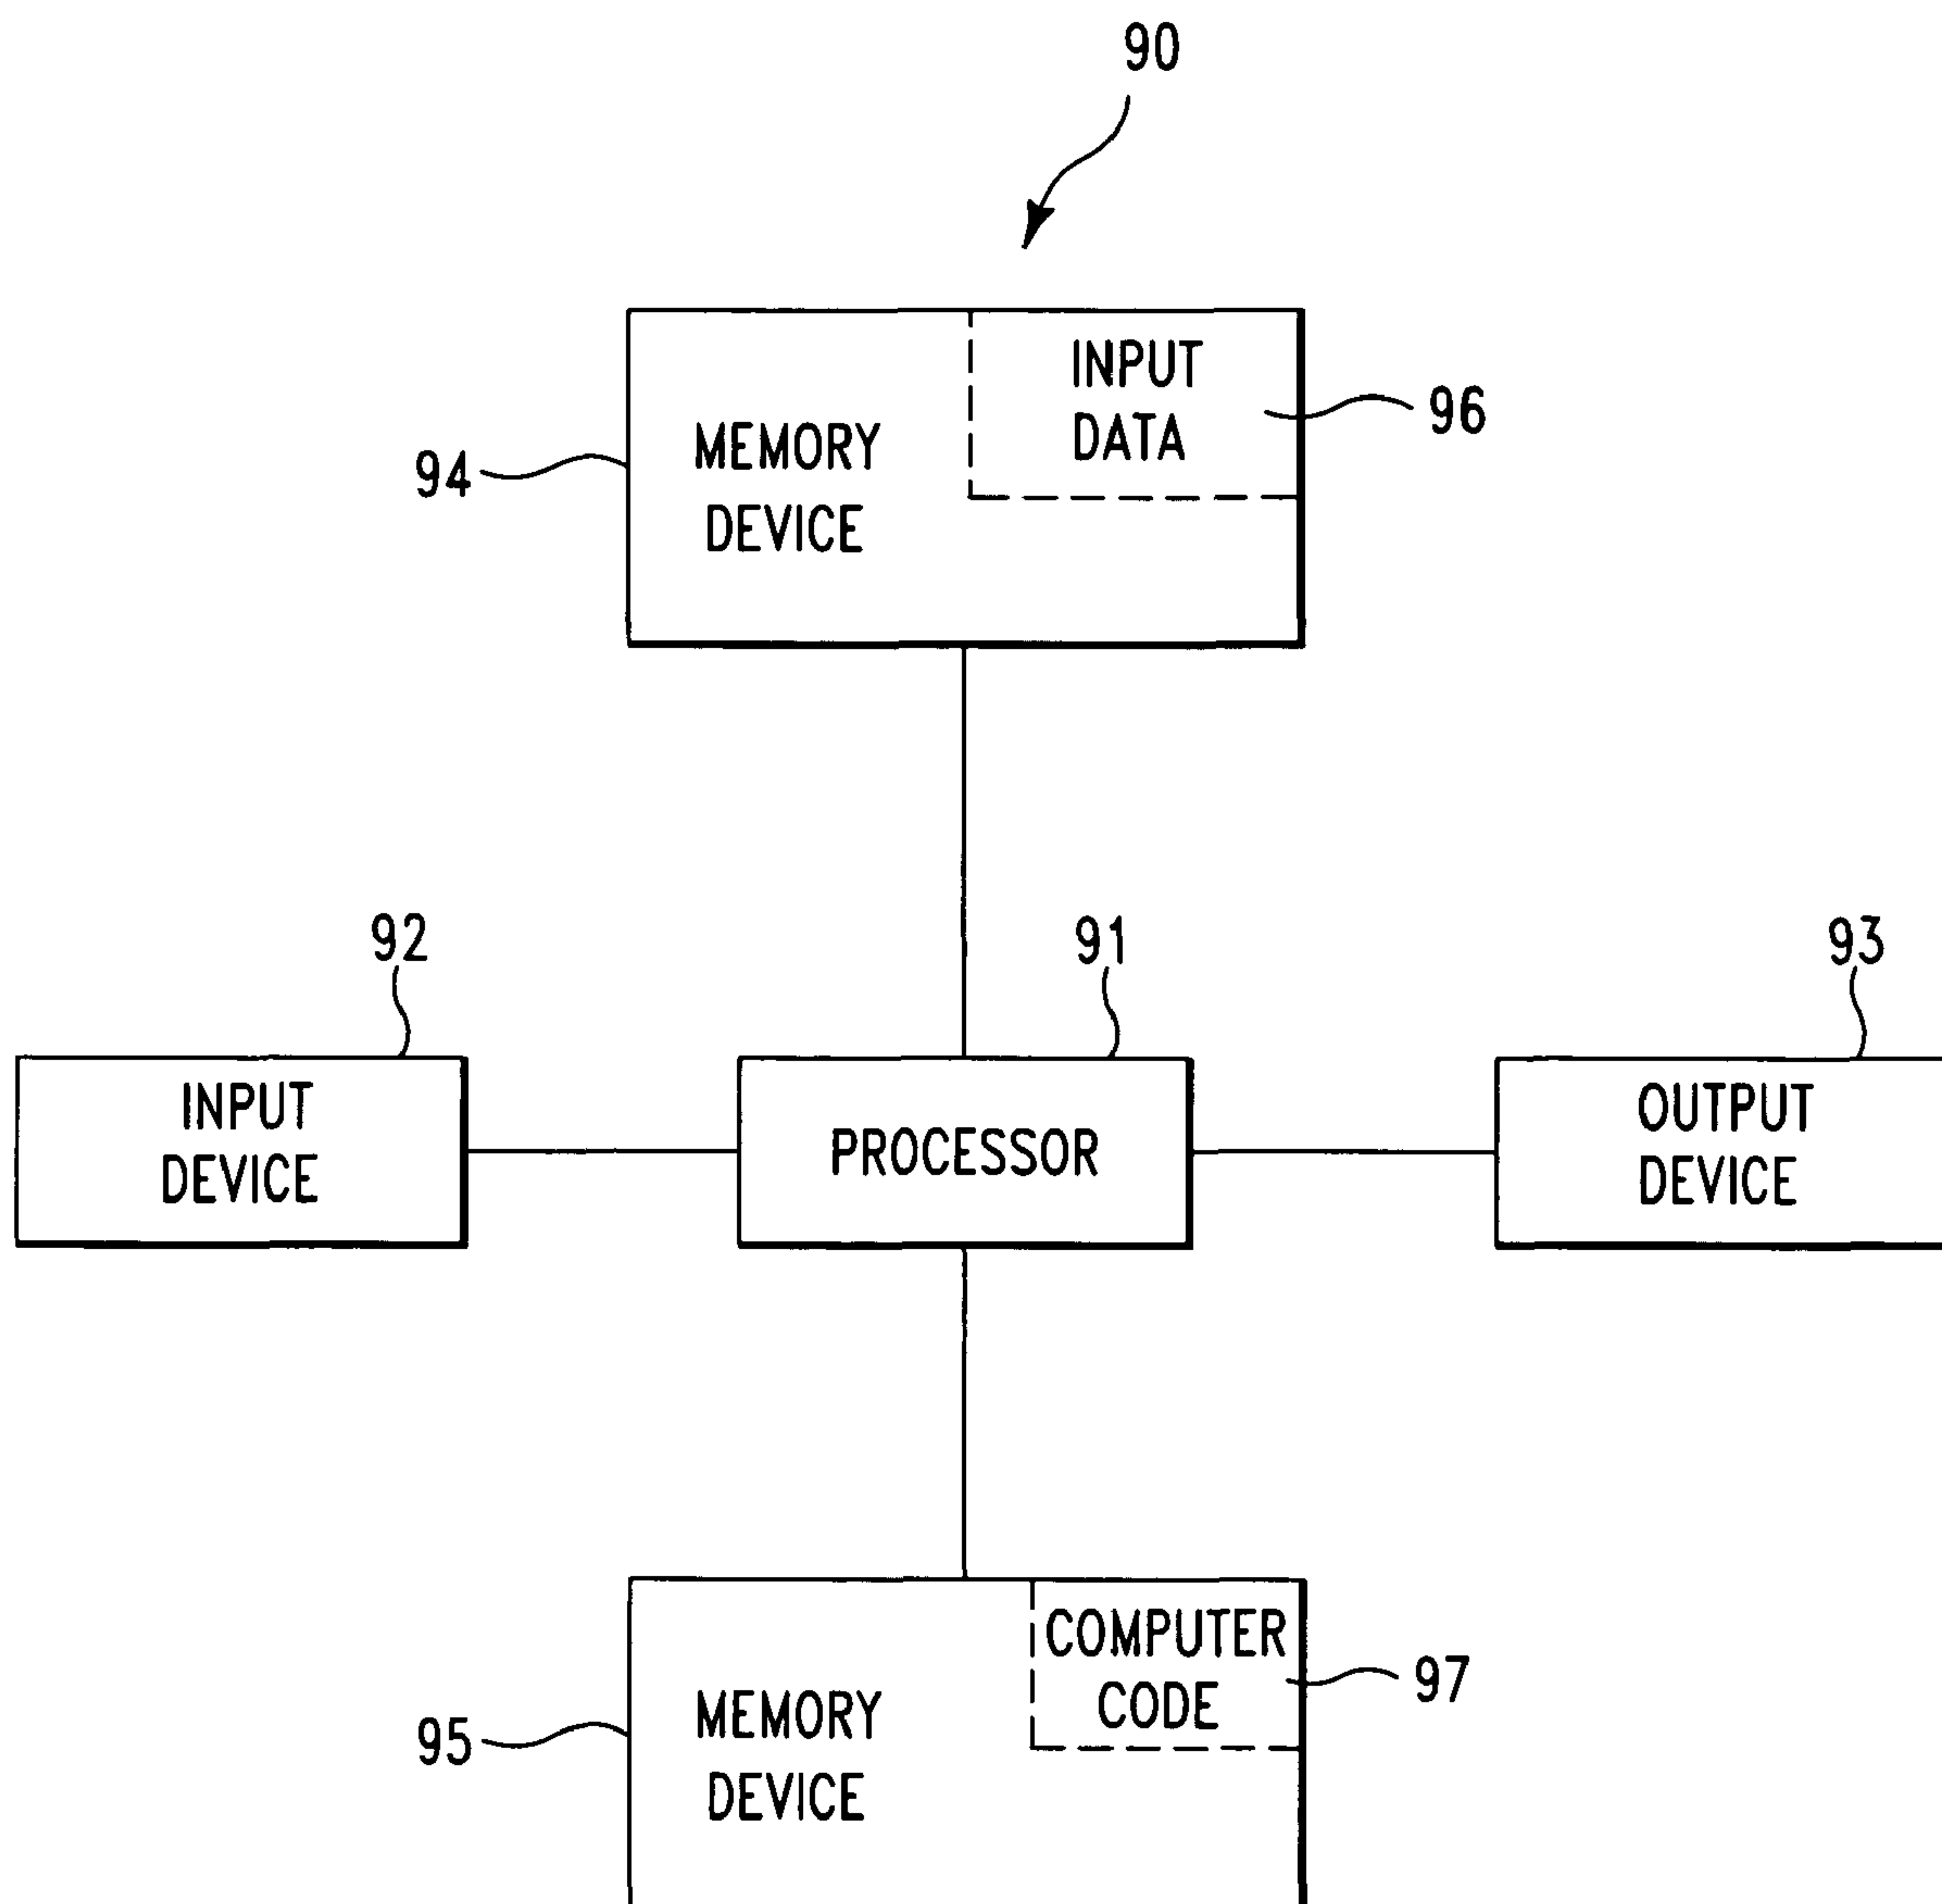 90
INPUT
DATA
96
MEMORY
DEVICE
94
92
91
93
INPUT
DEVICE
PROCESSOR
OUTPUT
DEVICE
COMPUTER
CODE
97
MEMORY
DEVICE
95